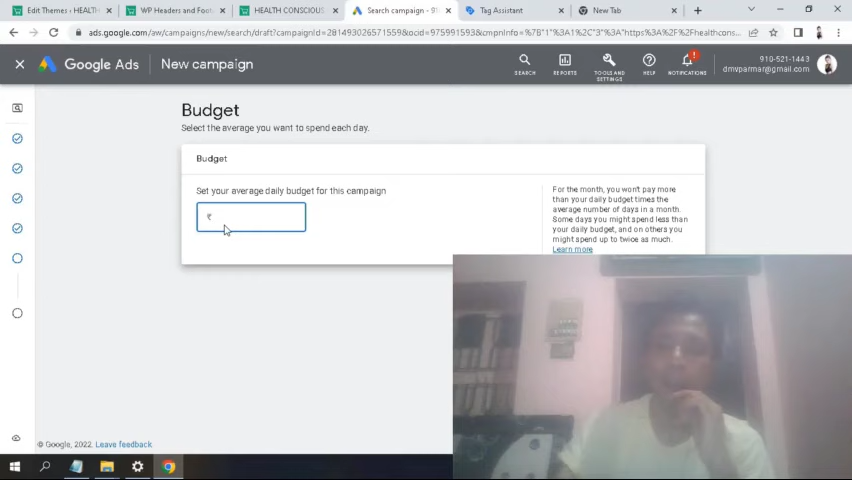 Edit Themes ‹ HEALTH
WP Headers and Foot
HEALTH CONSCIOUS
Search campaign - 91
Tag Assistant
New Tab
ads.google.com/aw/campaigns/new/search/draft?campaignId=281493026571559&ocid=975991593&cmpnInfo=%7B"1"%3A1%2C"3"%3A"https%3A%2F%2Fhealthcons...
Google Ads
New campaign
SEARCH
REPORTS
TOOLS AND
SETTINGS
HELP
!
NOTIFICATIONS
910-521-1443
dmvparmar@gmail.com
Budget
Select the average you want to spend each day.
Budget
Set your average daily budget for this campaign
₹
For the month, you won't pay more
than your daily budget times the
average number of days in a month.
Some days you might spend less than
your daily budget, and on others you
might spend up to twice as much.
Learn more
© Google, 2022.
Leave feedback